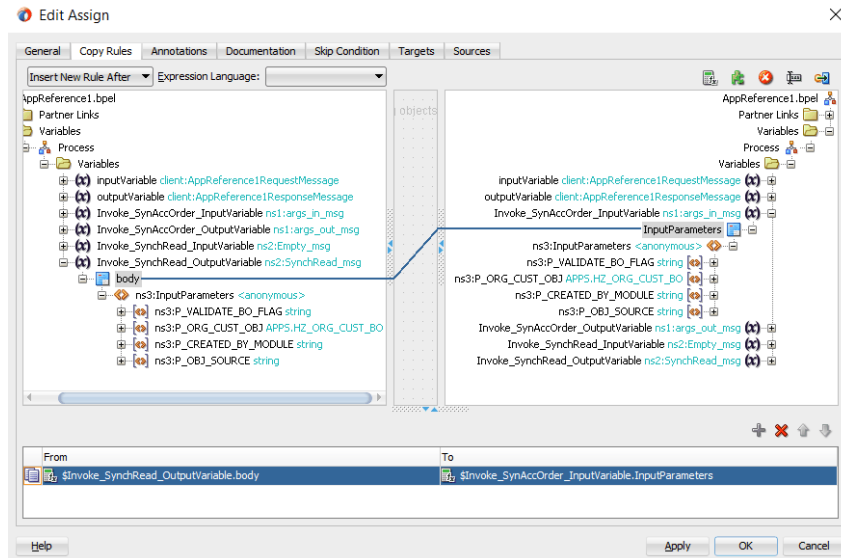 Edit Assign
General Copy Rules Annotations Documentation Skip Condition Targets Sources
Insert New Rule After Expression Language:
AppReference1.bpel
Partner Links
Variables
Process
Variables
inputVariable client:AppReference1RequestMessage
outputVariable client:AppReference1ResponseMessage
Invoke_SynAccOrder_InputVariable ns1:args_in_msg
Invoke_SynAccOrder_OutputVariable ns1:args_out_msg
Invoke_SynchRead_InputVariable ns2:Empty_msg
Invoke_SynchRead_OutputVariable ns2:SynchRead_msg
body
ns3:InputParameters <anonymous>
ns3:P_VALIDATE_BO_FLAG string
ns3:P_ORG_CUST_OBJ APPS.HZ_ORG_CUST_BO
ns3:P_CREATED_BY_MODULE string
ns3:P_OBJ_SOURCE string
objects
AppReference1.bpel
Partner Links
Variables
Process
Variables
inputVariable client:AppReference1RequestMessage
outputVariable client:AppReference1ResponseMessage
Invoke_SynAccOrder_InputVariable ns1:args_in_msg
InputParameters
ns3:InputParameters <anonymous>
ns3:P_VALIDATE_BO_FLAG string
ns3:P_ORG_CUST_OBJ APPS.HZ_ORG_CUST_BO
ns3:P_CREATED_BY_MODULE string
ns3:P_OBJ_SOURCE string
Invoke_SynAccOrder_OutputVariable ns1:args_out_msg
Invoke_SynchRead_InputVariable ns2:Empty_msg
Invoke_SynchRead_OutputVariable ns2:SynchRead_msg
From To
$Invoke_SynchRead_OutputVariable.body $Invoke_SynAccOrder_InputVariable.InputParameters
Help Apply OK Cancel